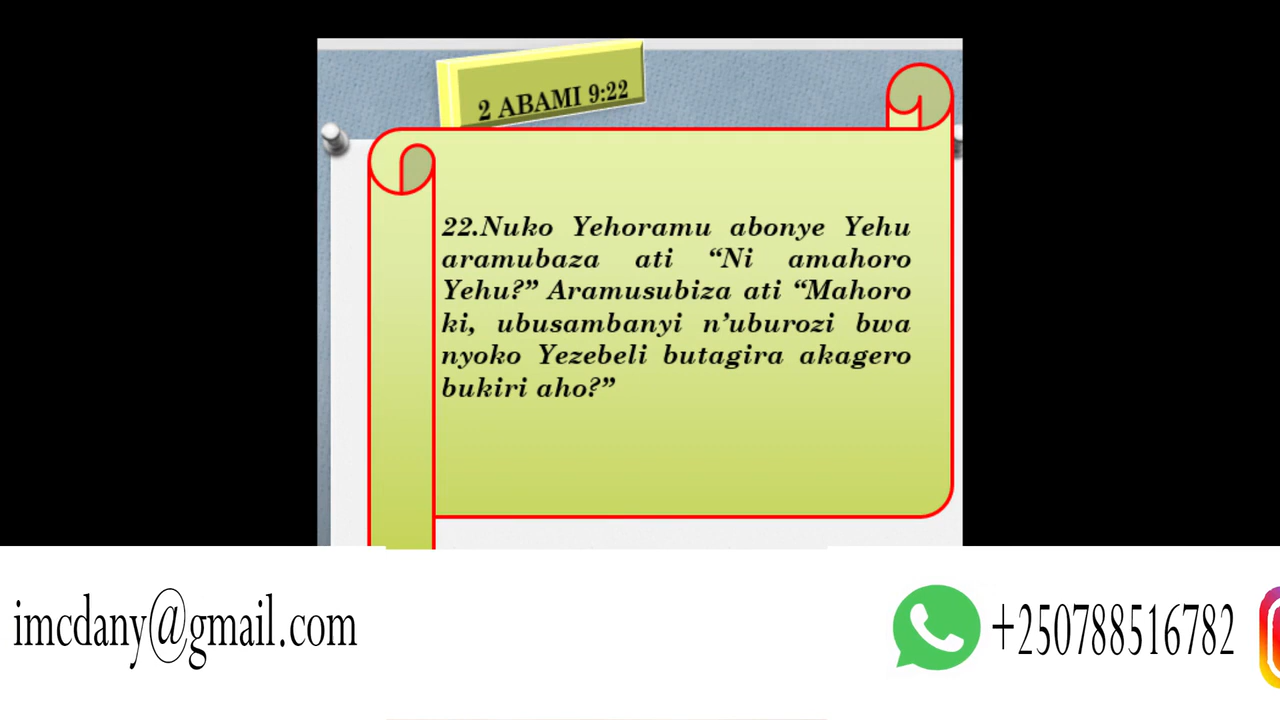 2 ABAMI 9:22
22.Nuko Yehoramu abonye Yehu
aramubaza ati “Ni amahoro
Yehu?” Aramusubiza ati “Mahoro
ki, ubusambanyi n’uburozi bwa
nyoko Yezebeli butagira akagero
bukiri aho?”
imcdany@gmail.com
+250788516782